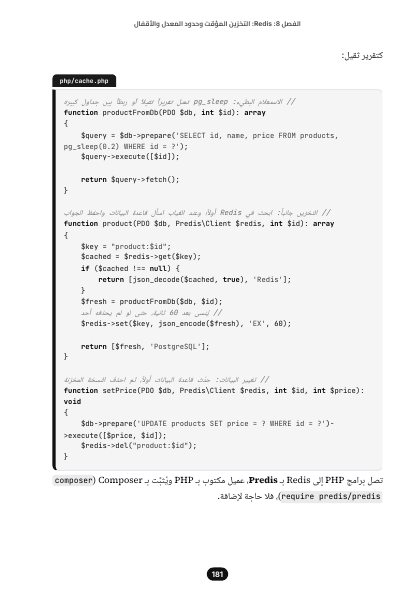 الفصل 8: Redis: التخزين المؤقت وحدود المعدل والأقفال
كتقرير ثقيل:
php/cache.php
// الاستعلام البطيء: pg_sleep تمثل تقريرا ثقيلا أو ربطا بين جداول كبيرة
function productFromDb(PDO $db, int $id): array
{
    $query = $db->prepare('SELECT id, name, price FROM products,
pg_sleep(0.2) WHERE id = ?');
    $query->execute([$id]);
    return $query->fetch();
}
// التخزين جانبا: ابحث في Redis أولا، وعند الغياب اسأل قاعدة البيانات واحفظ الجواب
function product(PDO $db, Predis\Client $redis, int $id): array
{
    $key = "product:$id";
    $cached = $redis->get($key);
    if ($cached !== null) {
        return [json_decode($cached, true), 'Redis'];
    }
    $fresh = productFromDb($db, $id);
    // يُنسى بعد 60 ثانية، حتى لو لم يحذفه أحد
    $redis->set($key, json_encode($fresh), 'EX', 60);
    return [$fresh, 'PostgreSQL'];
}
// تغيير البيانات: حدّث قاعدة البيانات أولا، ثم احذف النسخة المخزنة
function setPrice(PDO $db, Predis\Client $redis, int $id, int $price):
void
{
    $db->prepare('UPDATE products SET price = ? WHERE id = ?')-
>execute([$price, $id]);
    $redis->del("product:$id");
}
تصل برامج PHP إلى Redis بـ Predis، عميل مكتوب بـ PHP ويُثبَّت بـ Composer (composer
require predis/predis)، فلا حاجة لإضافة.
181